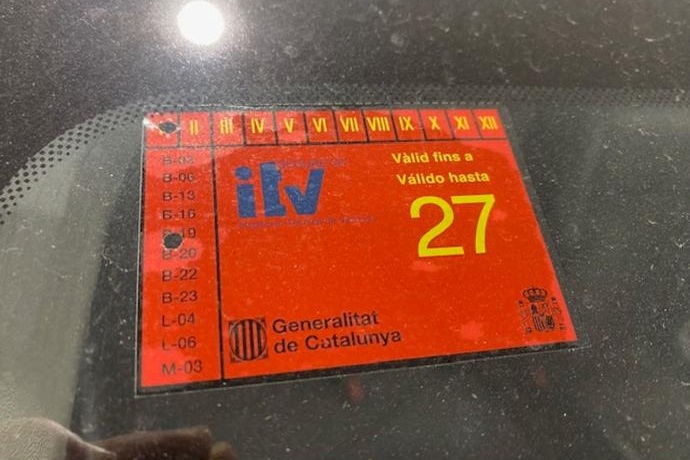 II III IV V VI VII VIII IX X XI XII
B-06
B-13
B-16
B-19
B-20
B-22
B-23
L-04
L-06
M-03
itv
Vàlid fins a
Válido hasta
27
Generalitat
de Catalunya